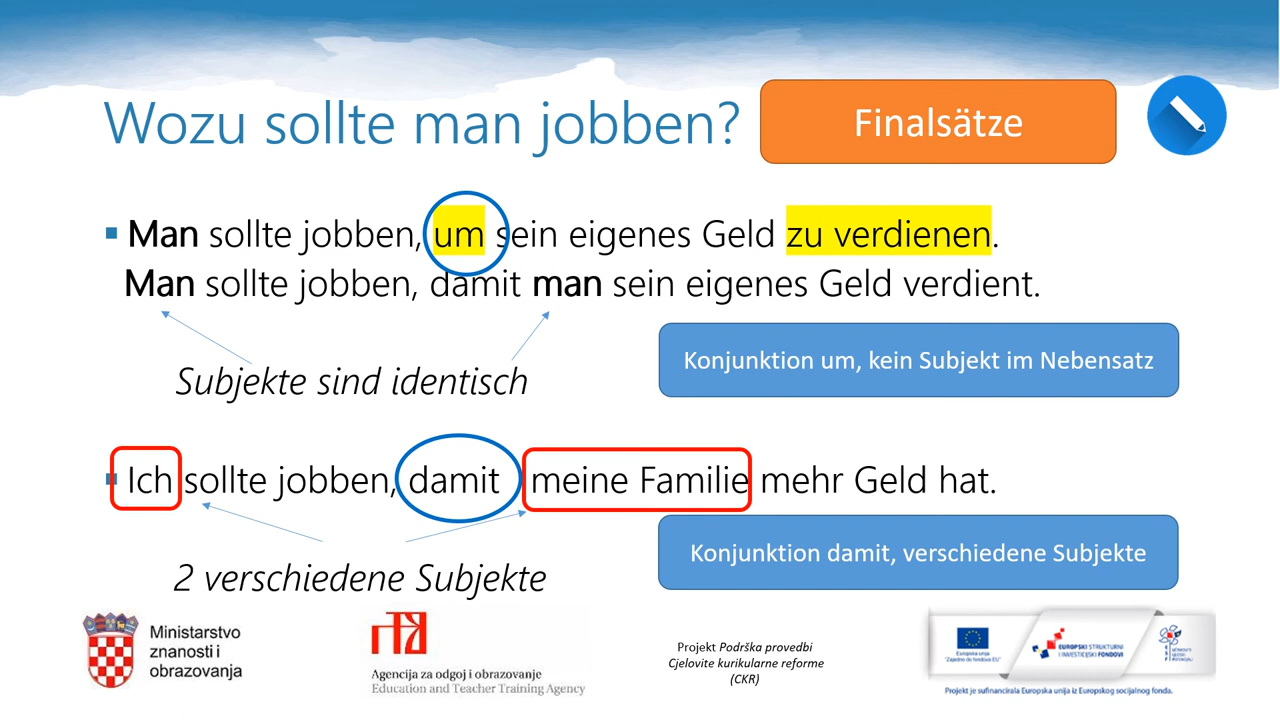 Wozu sollte man jobben?
Finalsätze
Man sollte jobben, um sein eigenes Geld zu verdienen.
Man sollte jobben, damit man sein eigenes Geld verdient.
Subjekte sind identisch
Konjunktion um, kein Subjekt im Nebensatz
Ich sollte jobben, damit meine Familie mehr Geld hat.
2 verschiedene Subjekte
Konjunktion damit, verschiedene Subjekte
Ministarstvo
znanosti i
obrazovanja
Agencija za odgoj i obrazovanje
Education and Teacher Training Agency
Projekt Podrška provedbi
Cjelovite kurikularne reforme
(CKR)
Europska unija
"Zajedno do fondova EU"
EUROPSKI STRUKTURNI
I INVESTICIJSKI FONDOVI
Projekt je sufinancirala Europska unija iz Europskog socijalnog fonda.